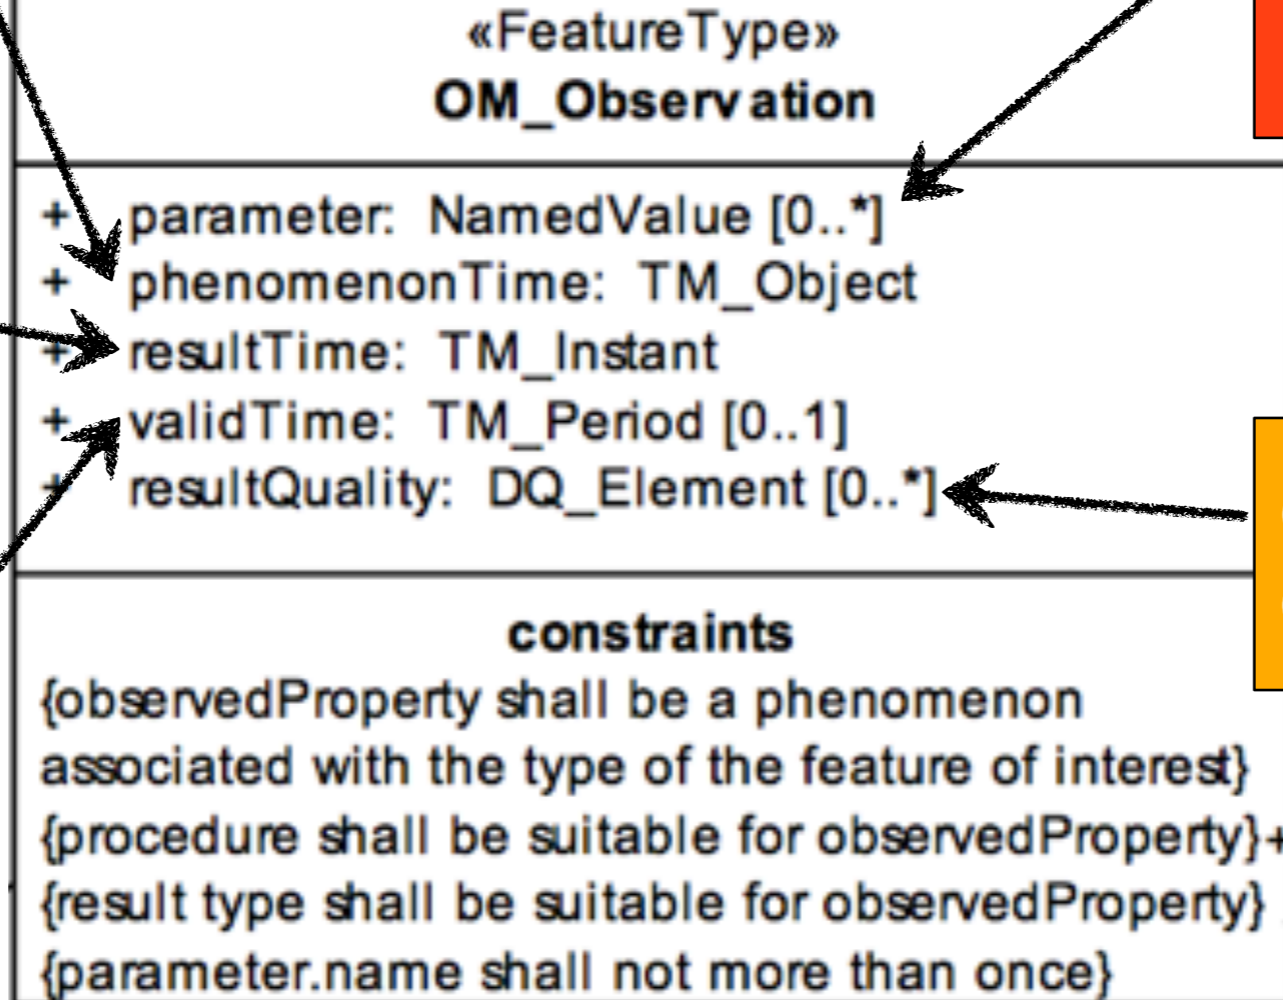 «FeatureType»
OM_Observation
+ parameter: NamedValue [0..*]
+ phenomenonTime: TM_Object
+ resultTime: TM_Instant
+ validTime: TM_Period [0..1]
+ resultQuality: DQ_Element [0..*]
constraints
{observedProperty shall be a phenomenon
associated with the type of the feature of interest}
{procedure shall be suitable for observedProperty}+
{result type shall be suitable for observedProperty}
{parameter.name shall not more than once}